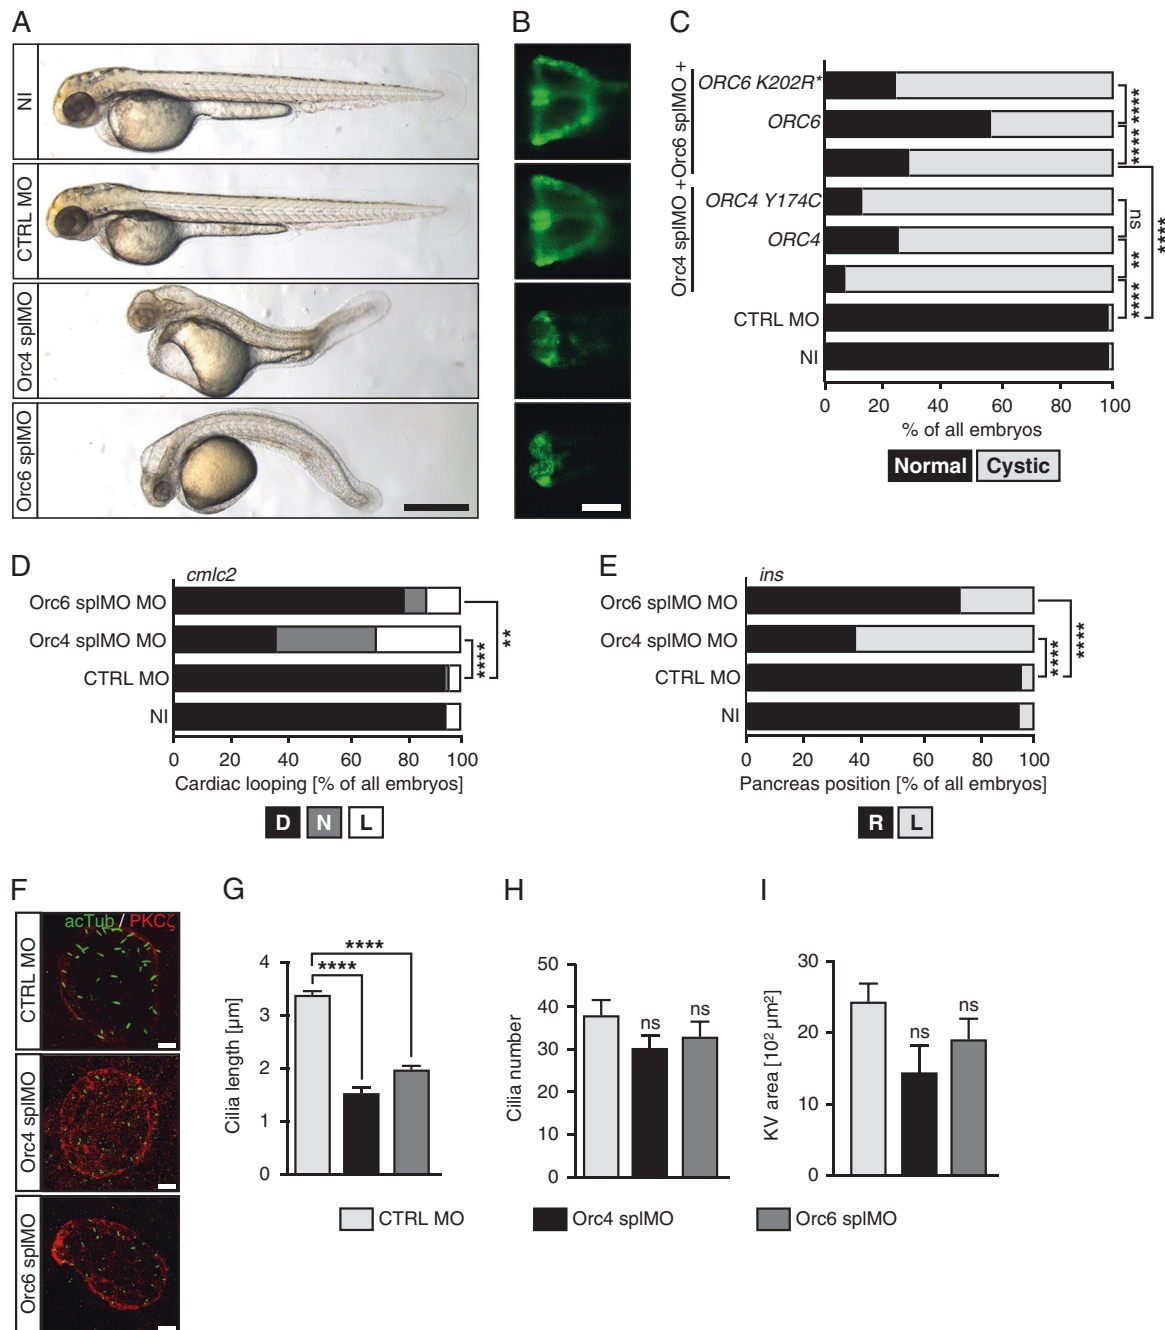 A
NI
CTRL MO
Orc4 splMO
Orc6 splMO
B
C
Orc6 splMO +
ORC6 K202R*
ORC6
Orc4 splMO +
ORC4 Y174C
ORC4
CTRL MO
NI
****
****
ns
**
****
****
0 20 40 60 80 100
% of all embryos
Normal Cystic
D
cmlc2
Orc6 splMO MO
Orc4 splMO MO
CTRL MO
NI
****
**
0 20 40 60 80 100
Cardiac looping [% of all embryos]
D N L
E
ins
Orc6 splMO MO
Orc4 splMO MO
CTRL MO
NI
****
****
0 20 40 60 80 100
Pancreas position [% of all embryos]
R L
F
acTub / PKCζ
CTRL MO
Orc4 splMO
Orc6 splMO
G
****
****
4
3
2
1
0
Cilia length [μm]
H
50
40
30
20
10
0
Cilia number
ns
ns
I
30
20
10
0
KV area [10² μm²]
ns
ns
CTRL MO Orc4 splMO Orc6 splMO